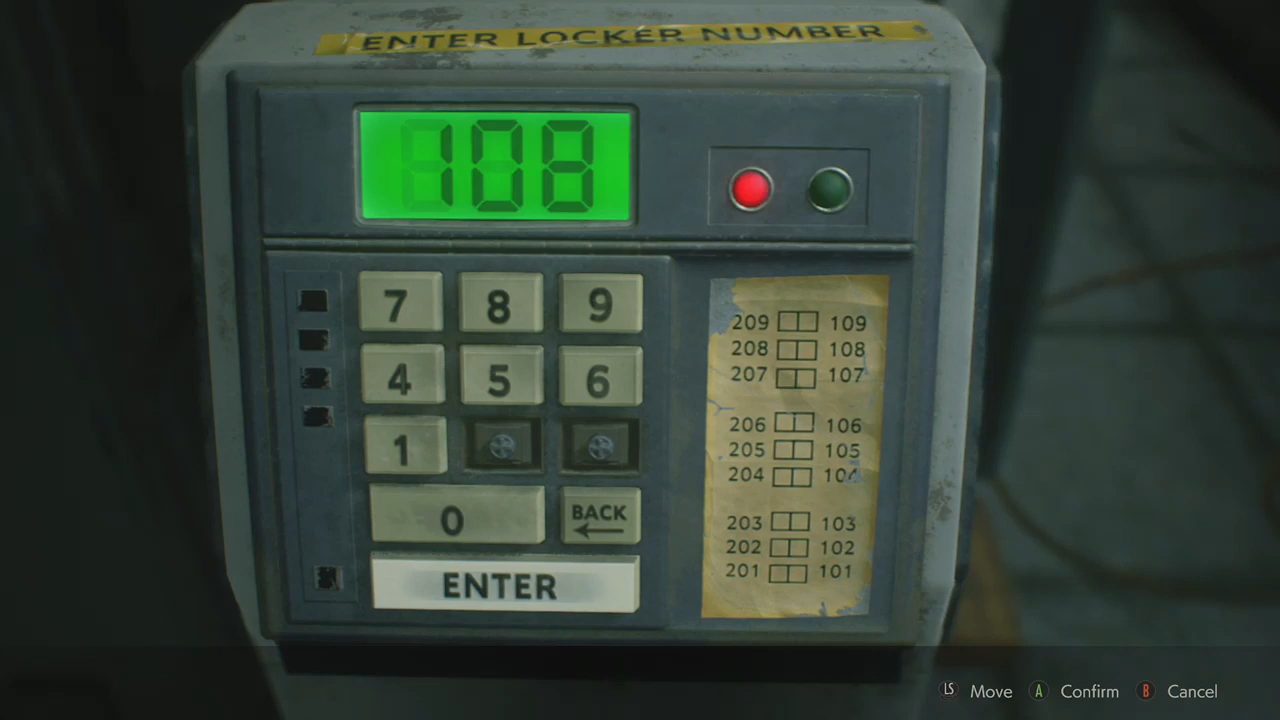 ENTER LOCKER NUMBER
108
7 8 9
4 5 6
1
0 BACK
ENTER
209 109
208 108
207 107
206 106
205 105
204 104
203 103
202 102
201 101
LS Move A Confirm B Cancel